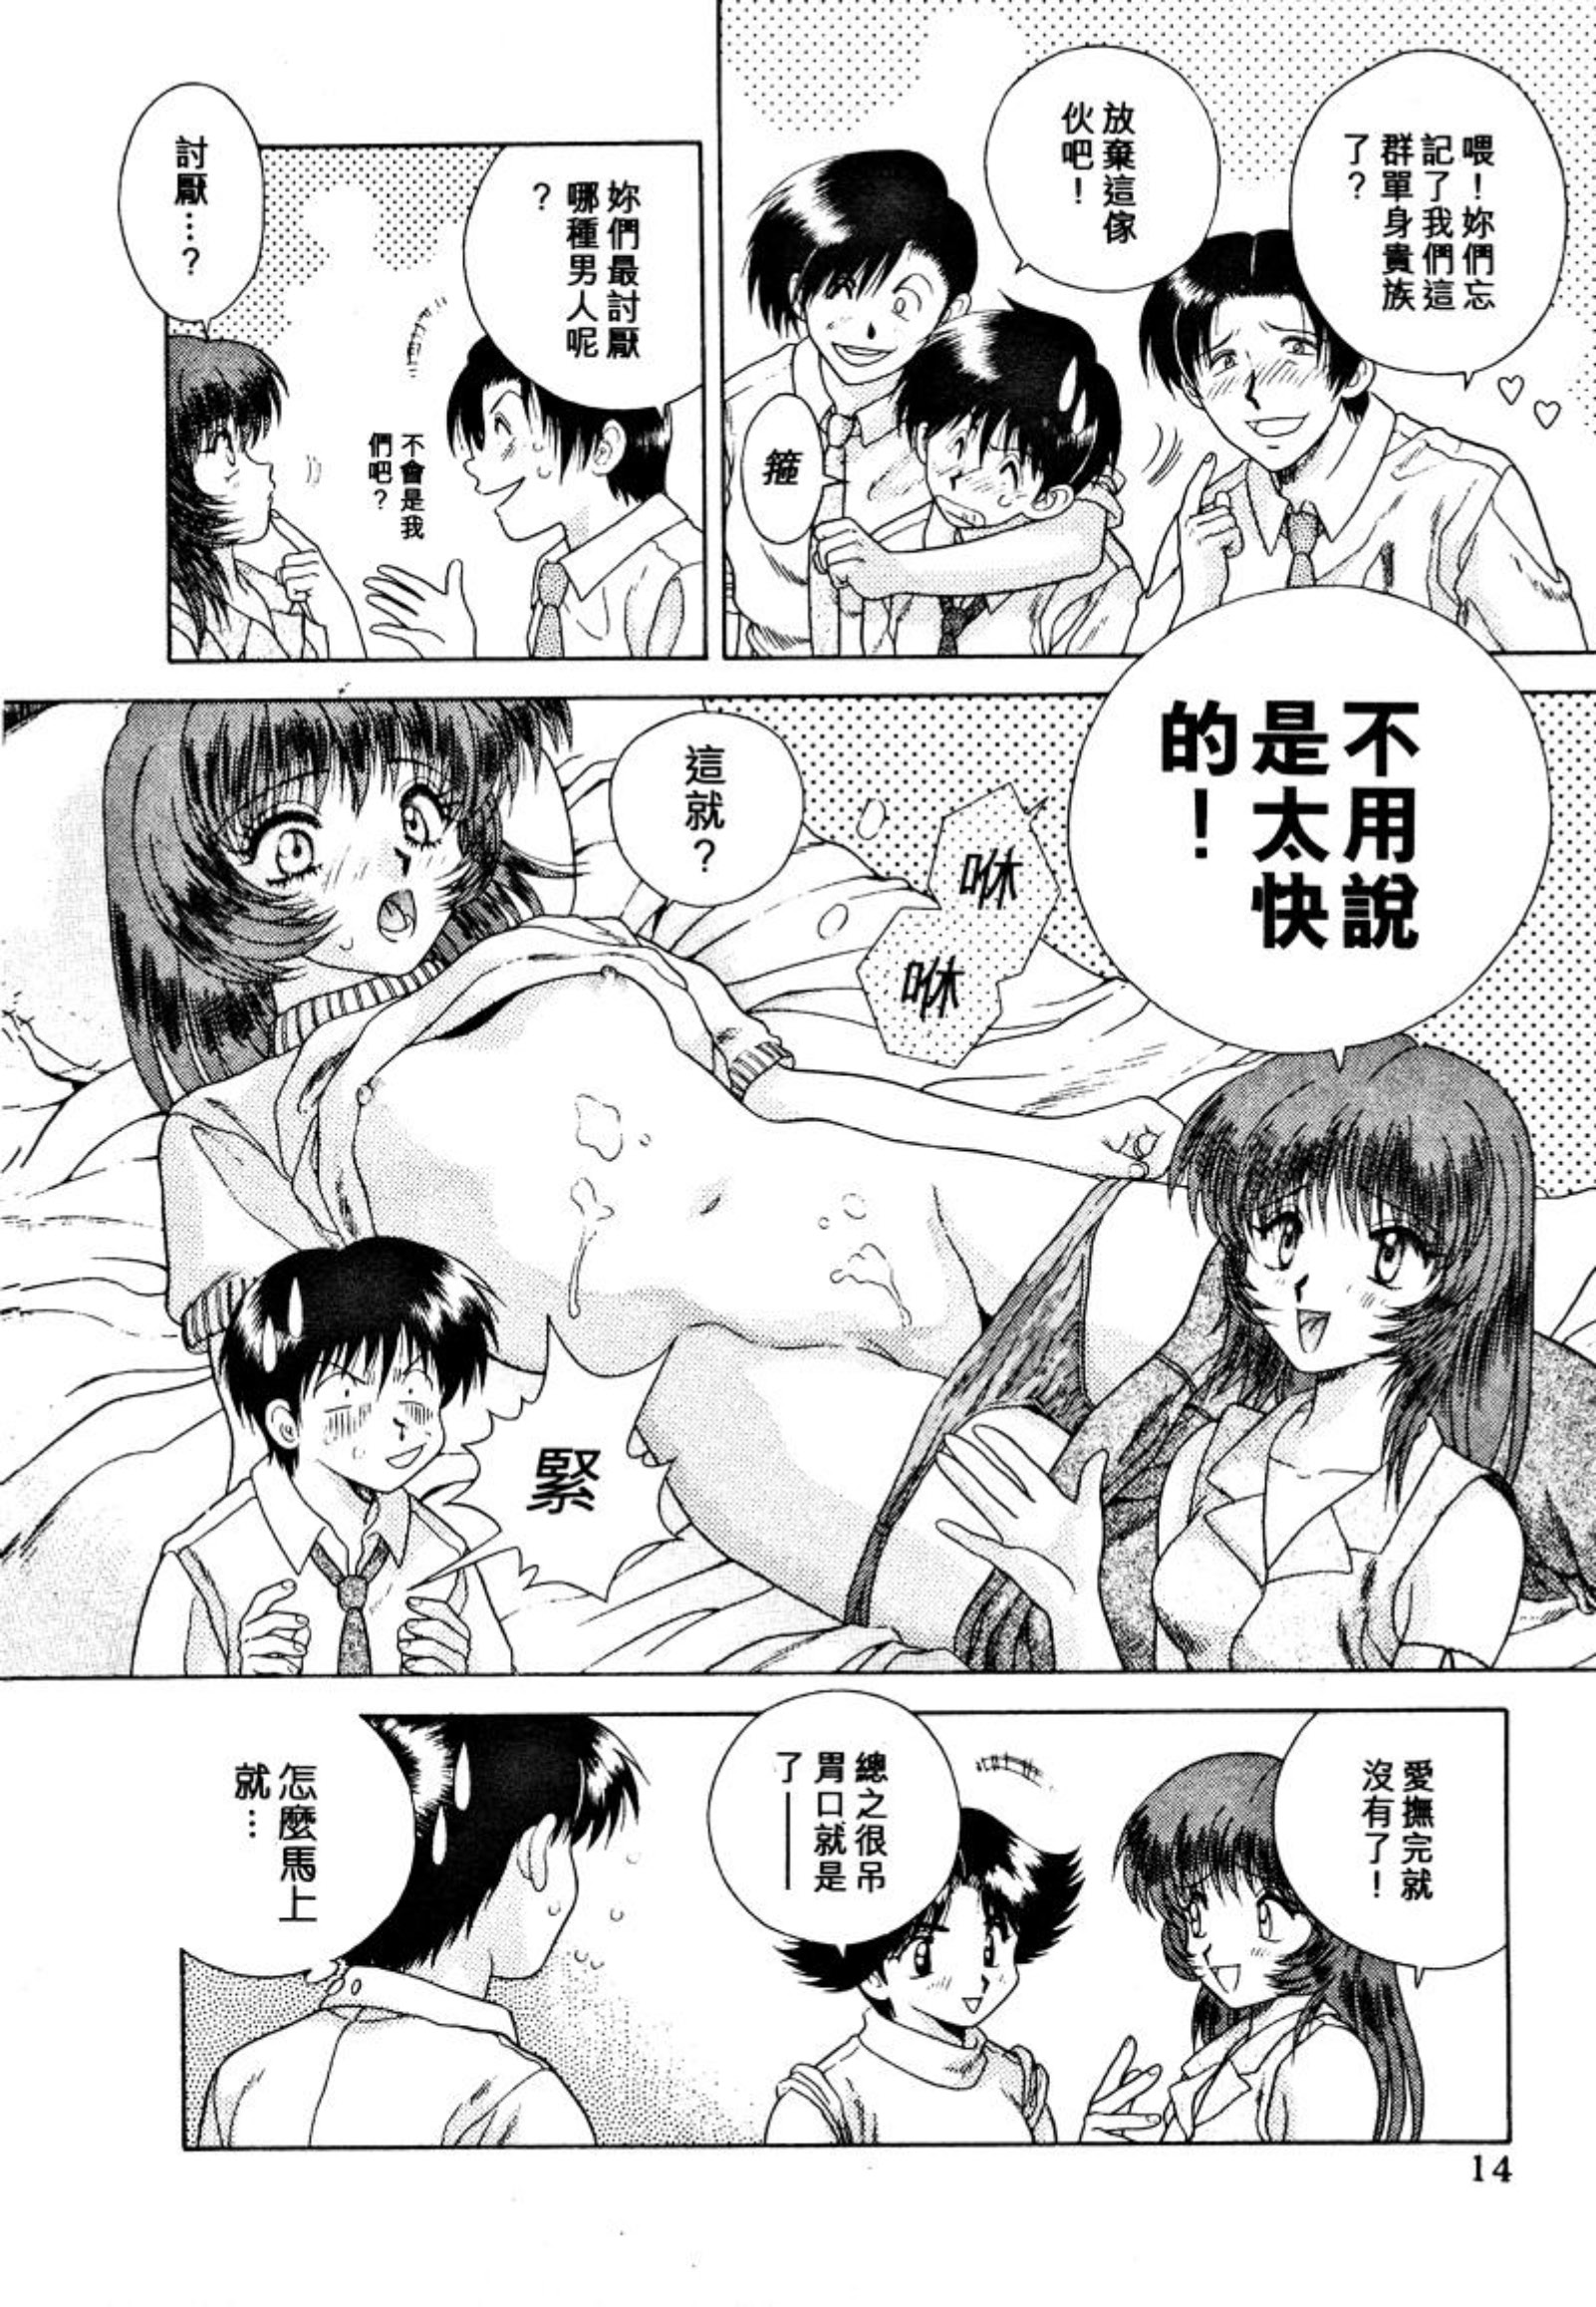 喂！妳們忘
記了我們這
群單身貴族
了？
放棄這傢
伙吧！
箍
妳們最討厭
哪種男人呢
？
不會是我
們吧？
討厭…？
不用說
是太快
的！
咻
咻
這就？
緊
愛撫完就
沒有了！
總之很吊
胃口就是
了——
怎麼馬上
就…
14